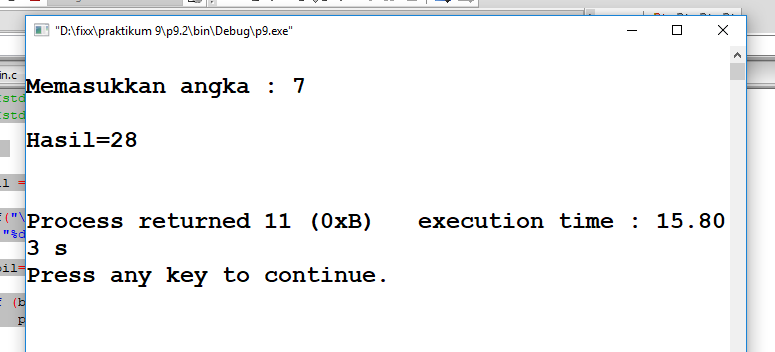 "D:\fixx\praktikum 9\p9.2\bin\Debug\p9.exe"
in.c
Memasukkan angka : 7
Hasil=28
Process returned 11 (0xB)   execution time : 15.80
3 s
Press any key to continue.